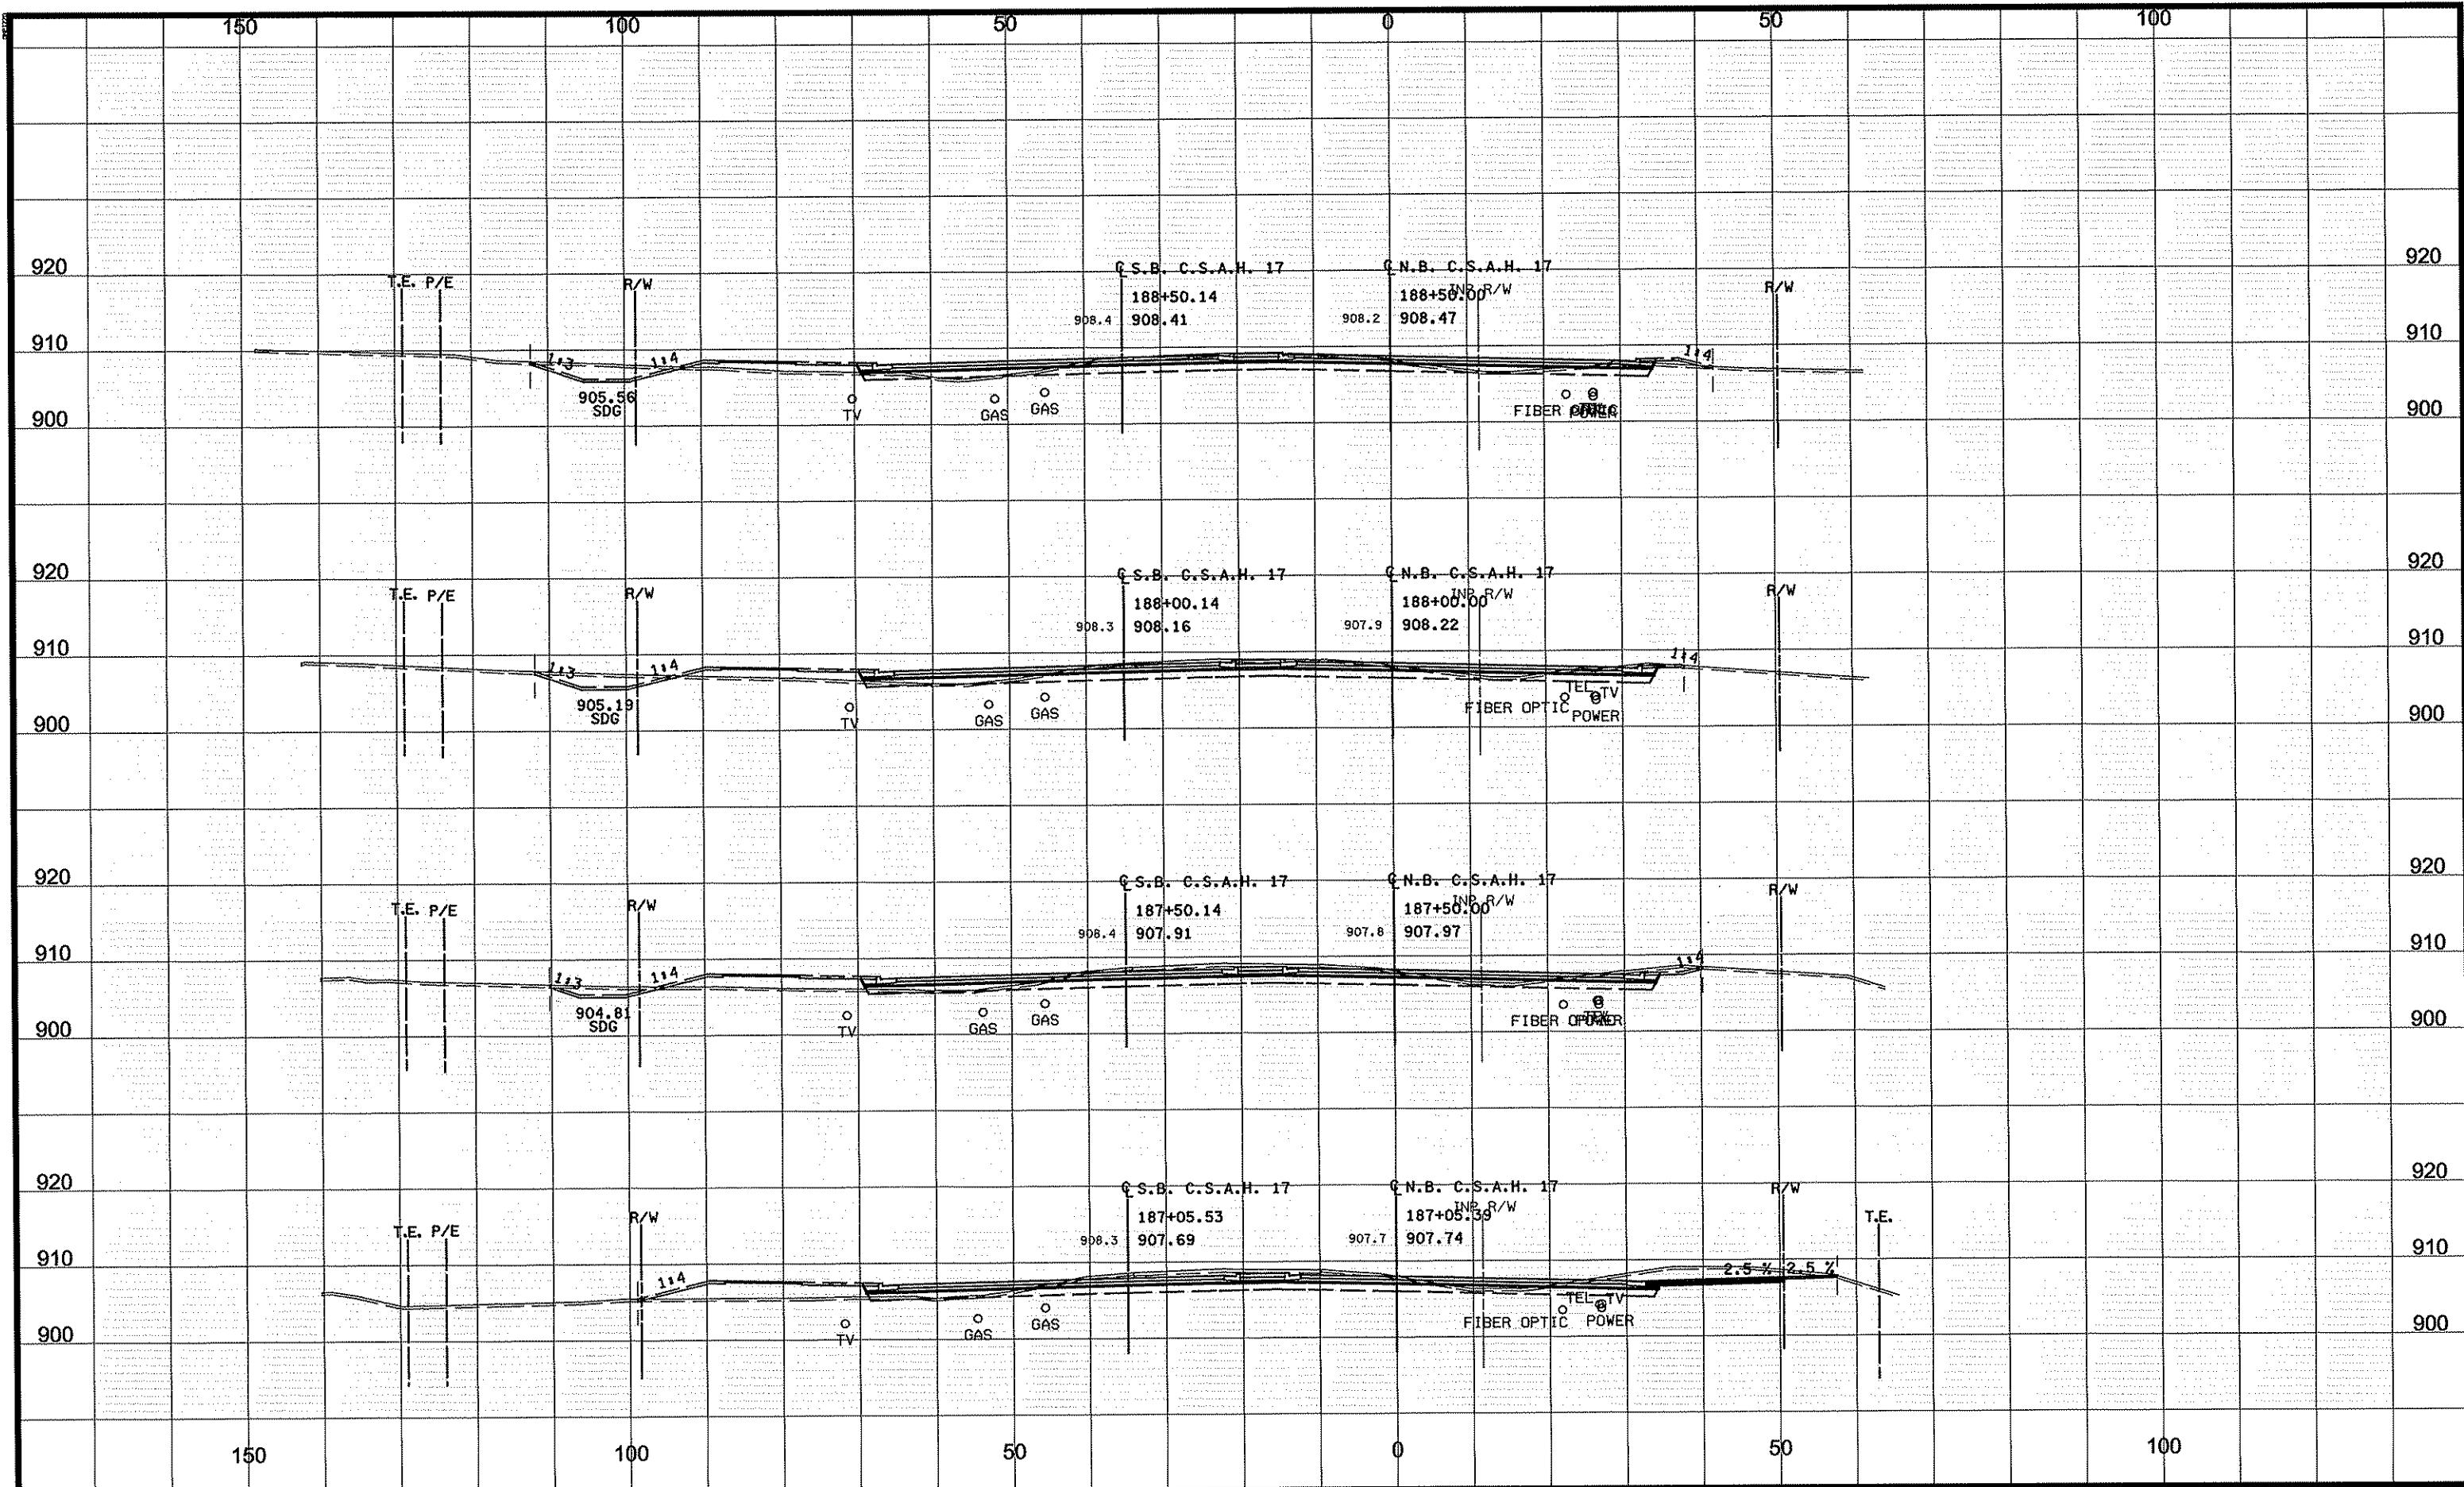 150 100 50 0 50 100
920 ℄ S.B. C.S.A.H. 17 ℄ N.B. C.S.A.H. 17 920
T.E. P/E R/W 188+50.14 188+50.00 INP R/W R/W
908.4 908.41 908.2 908.47
910 1:3 1:4 1:4 910
905.56
SDG
TV GAS GAS FIBER OPTIC POWER
900 900
920 ℄ S.B. C.S.A.H. 17 ℄ N.B. C.S.A.H. 17 920
T.E. P/E R/W 188+00.14 188+00.00 INP R/W R/W
908.3 908.16 907.9 908.22
910 1:3 1:4 1:4 910
905.19
SDG
TEL TV
TV GAS GAS FIBER OPTIC POWER
900 900
920 ℄ S.B. C.S.A.H. 17 ℄ N.B. C.S.A.H. 17 920
T.E. P/E R/W 187+50.14 187+50.00 INP R/W R/W
908.4 907.91 907.8 907.97
910 1:3 1:4 1:4 910
904.81
SDG
TV GAS GAS FIBER
900 900
920 ℄ S.B. C.S.A.H. 17 ℄ N.B. C.S.A.H. 17 920
T.E. P/E R/W 187+05.53 187+05.39 INP R/W R/W T.E.
908.3 907.69 907.7 907.74
910 1:4 2.5 % 2.5 % 910
TEL TV
TV GAS GAS FIBER OPTIC POWER
900 900
150 100 50 0 50 100